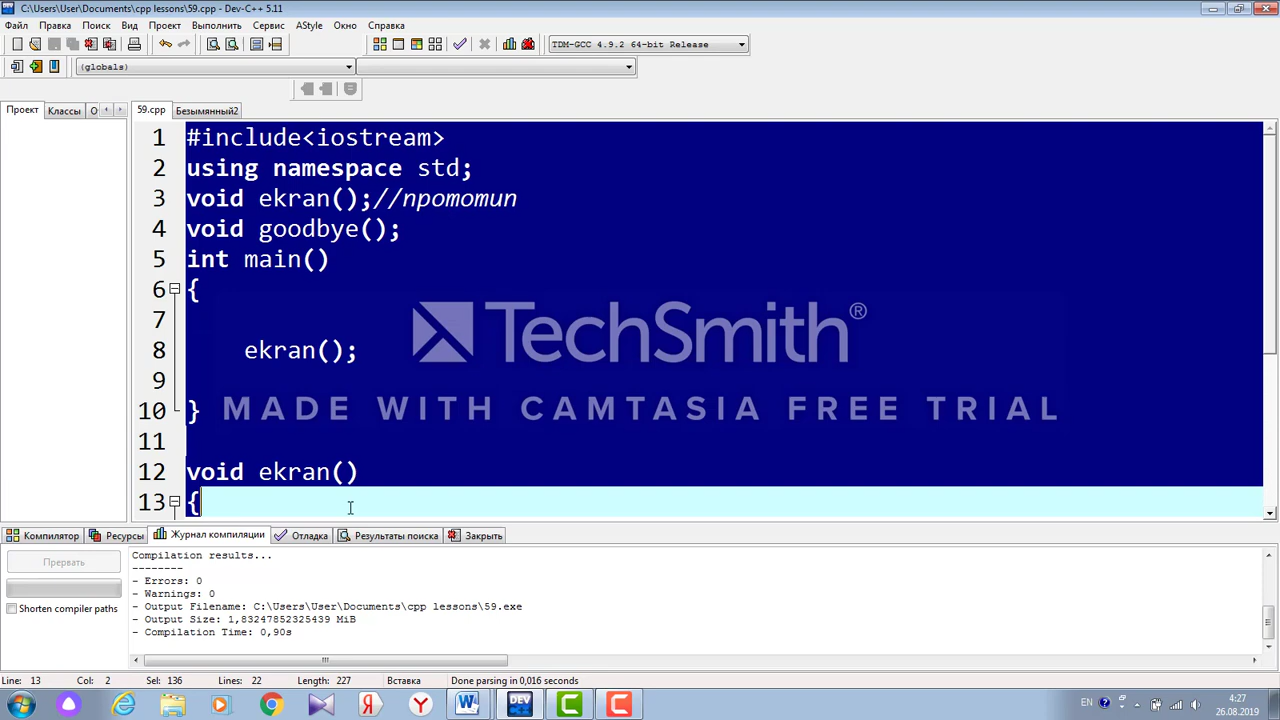 C:\Users\User\Documents\cpp lessons\59.cpp - Dev-C++ 5.11
Файл Правка Поиск Вид Проект Выполнить Сервис AStyle Окно Справка
TDM-GCC 4.9.2 64-bit Release
(globals)
Проект Классы О 59.cpp Безымянный2
1 #include<iostream>
2 using namespace std;
3 void ekran();//прототип
4 void goodbye();
5 int main()
6 {
7
8 ekran();
9
10 }
11
12 void ekran()
13 {
TechSmith®
MADE WITH CAMTASIA FREE TRIAL
Компилятор Ресурсы Журнал компиляции Отладка Результаты поиска Закрыть
Прервать
Shorten compiler paths
Compilation results...
--------
- Errors: 0
- Warnings: 0
- Output Filename: C:\Users\User\Documents\cpp lessons\59.exe
- Output Size: 1,83247852325439 MiB
- Compilation Time: 0,90s
Line: 13 Col: 2 Sel: 136 Lines: 22 Length: 227 Вставка Done parsing in 0,016 seconds
EN 4:27
26.08.2019